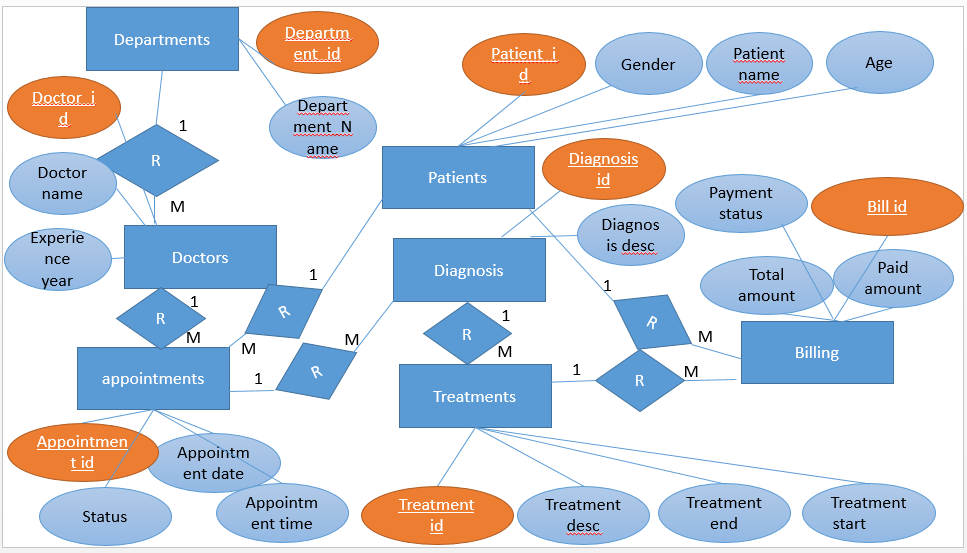 Departments
Departm
ent_id
Patient_i
d
Gender
Patient
name
Age
Doctor_i
d
Depart
ment_N
ame
1
R
Doctor
name
M
Patients
Diagnosis
id
Payment
status
Bill id
Experie
nce
year
Doctors
Diagnos
is desc
Diagnosis
Total
amount
Paid
amount
1
1
1
R
R
M
M
M
1
R
M
R
M
Billing
appointments
1
R
Treatments
1
R
M
Appointmen
t id
Appointm
ent date
Status
Appointm
ent time
Treatment
id
Treatment
desc
Treatment
end
Treatment
start